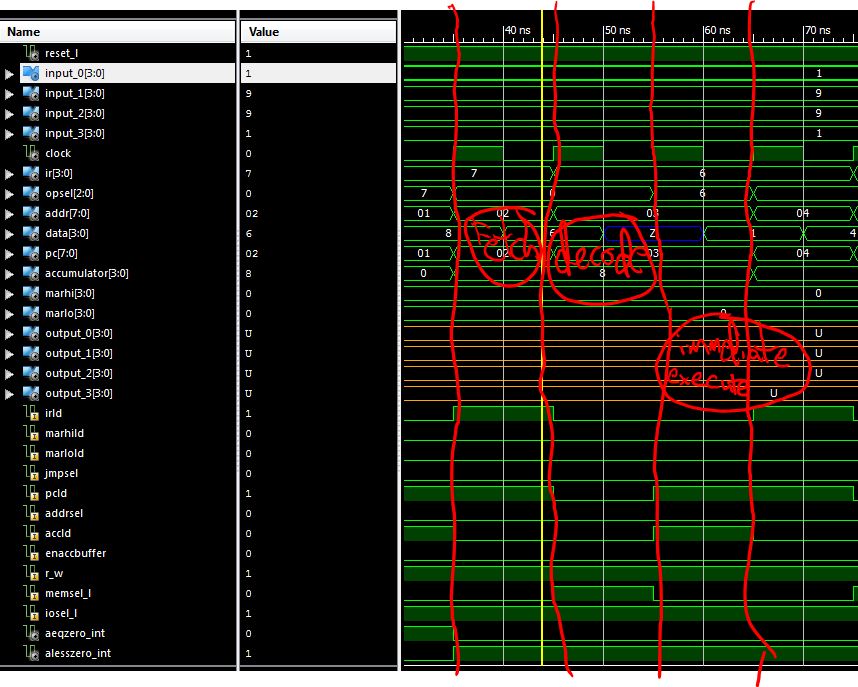 Name Value
40 ns 50 ns 60 ns 70 ns
reset_l 1
input_0[3:0] 1 1
input_1[3:0] 9 9
input_2[3:0] 9 9
input_3[3:0] 1 1
clock 0
ir[3:0] 7 7 6
opsel[2:0] 0 7 0 6
addr[7:0] 02 01 02 03 04
data[3:0] 6 8 6 Z 1 4
pc[7:0] 02 01 02 03 04
accumulator[3:0] 8 0 8
marhi[3:0] 0 0
marlo[3:0] 0 0
output_0[3:0] U U
output_1[3:0] U U
output_2[3:0] U U
output_3[3:0] U U
irld 1
marhild 0
marlold 0
jmpsel 0
pcld 1
addrsel 0
accld 0
enaccbuffer 0
r_w 1
memsel_l 0
iosel_l 1
aeqzero_int 0
alesszero_int 1
fetch
decode
immdiate
execute